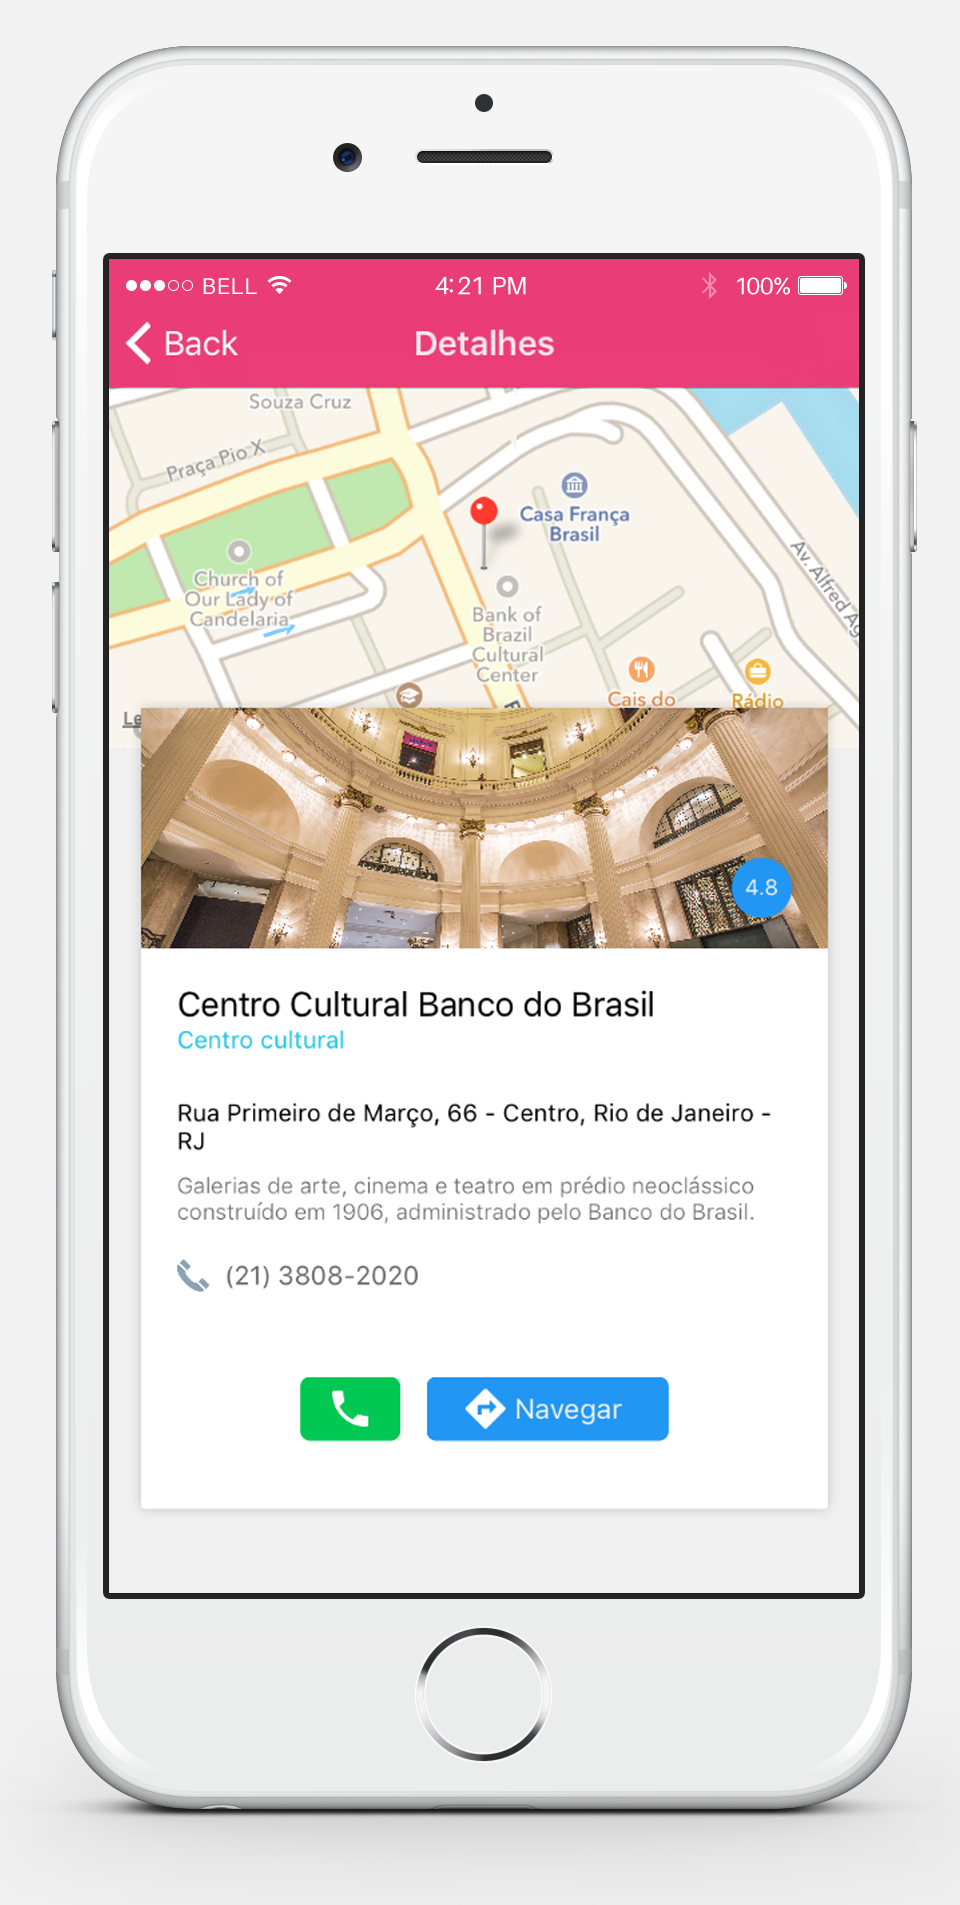 BELL 4:21 PM 100%
Back Detalhes
Souza Cruz
Praça Pio X
Casa França
Brasil
Av. Alfred Ag
Church of
Our Lady of
Candelaria
Bank of
Brazil
Cultural
Center
Cais do
Rádio
Le
4.8
Centro Cultural Banco do Brasil
Centro cultural
Rua Primeiro de Março, 66 - Centro, Rio de Janeiro -
RJ
Galerias de arte, cinema e teatro em prédio neoclássico
construído em 1906, administrado pelo Banco do Brasil.
(21) 3808-2020
Navegar